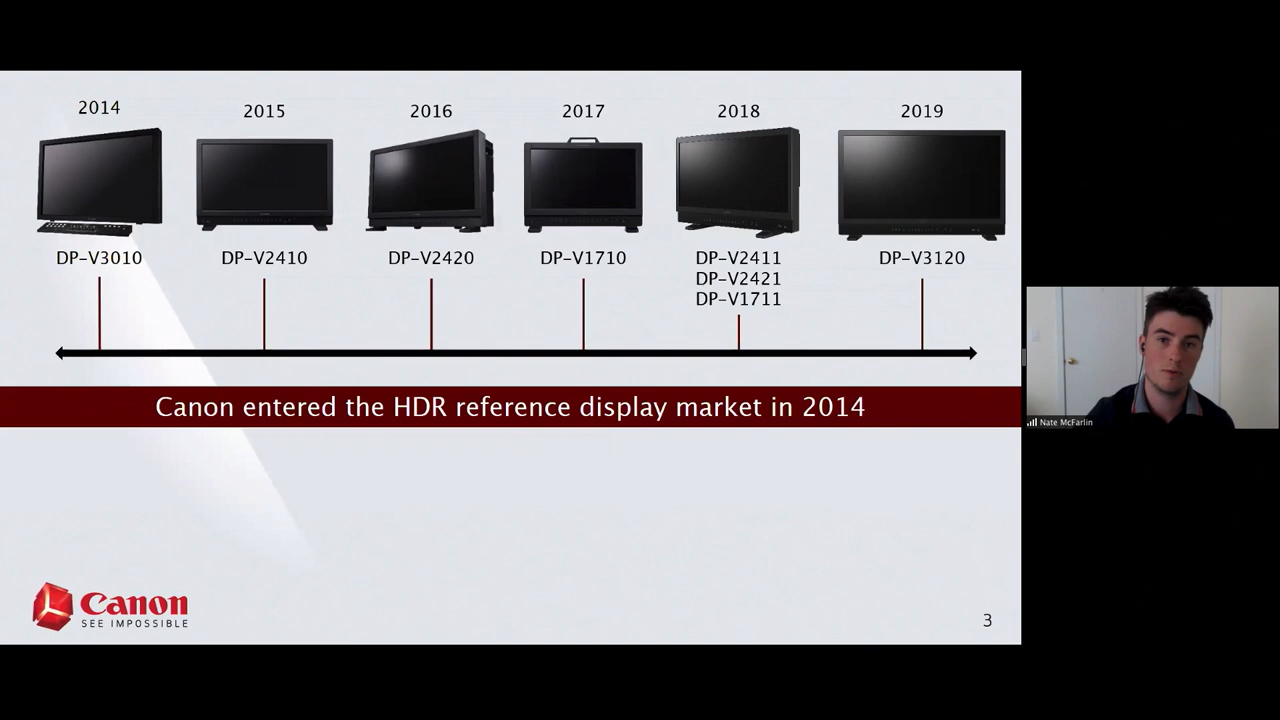 2014
2015
2016
2017
2018
2019
DP-V3010
DP-V2410
DP-V2420
DP-V1710
DP-V2411
DP-V2421
DP-V1711
DP-V3120
Canon entered the HDR reference display market in 2014
Canon
SEE IMPOSSIBLE
3
Nate McFarlin